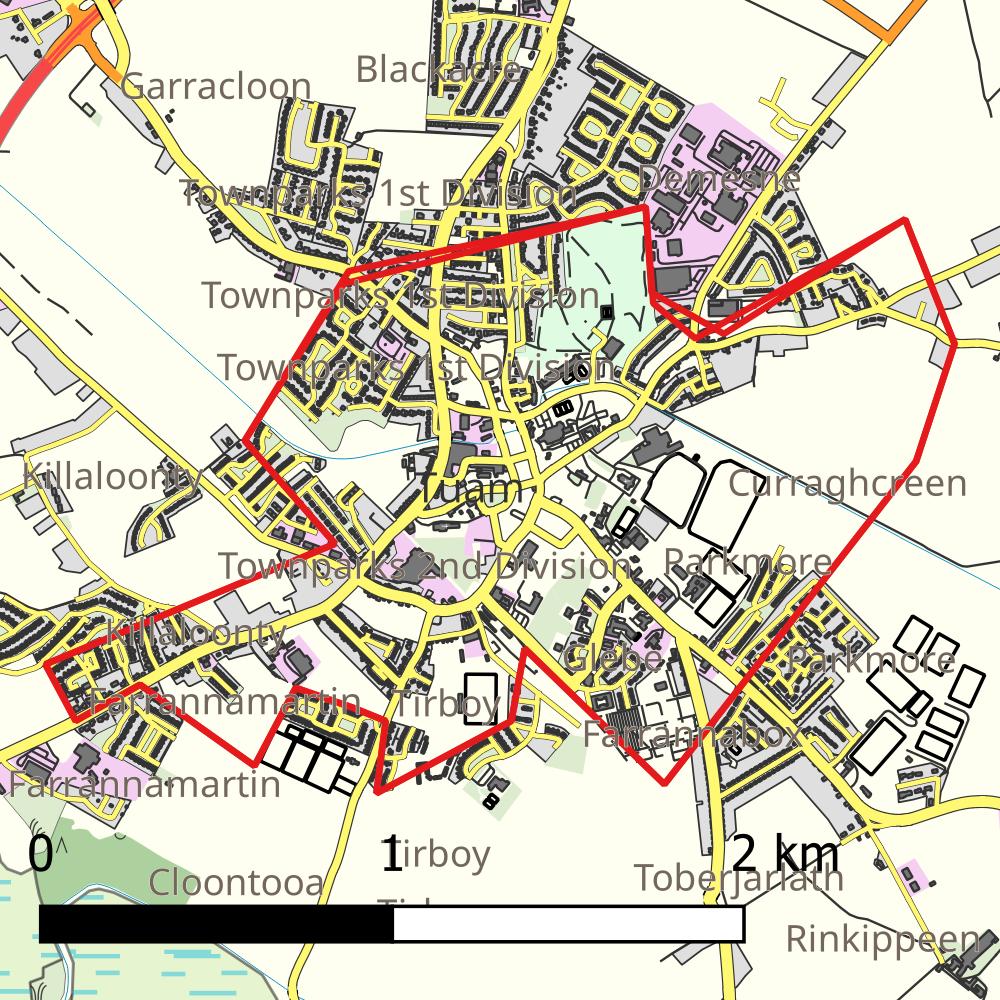 Blackacre
Garracloon
Demesne
Townparks 1st Division
Townparks 1st Division
Townparks 1st Division
Killaloonty
Tuam
Curraghcreen
Townparks 2nd Division
Parkmore
Killaloonty
Glebe
Parkmore
Farrannamartin
Tirboy
Farrannabox
Farrannamartin
0
1
2 km
Tirboy
Cloontooa
Toberjarlath
Rinkippeen